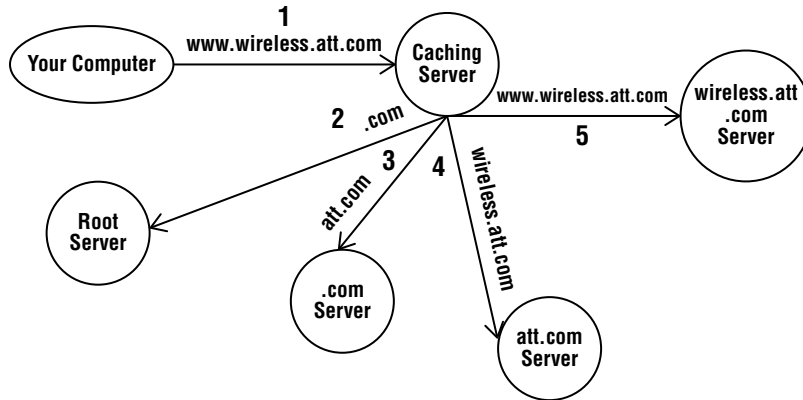 1
www.wireless.att.com
Your Computer
Caching
Server
2
.com
3
att.com
4
wireless.att.com
www.wireless.att.com
5
wireless.att
.com
Server
Root
Server
.com
Server
att.com
Server